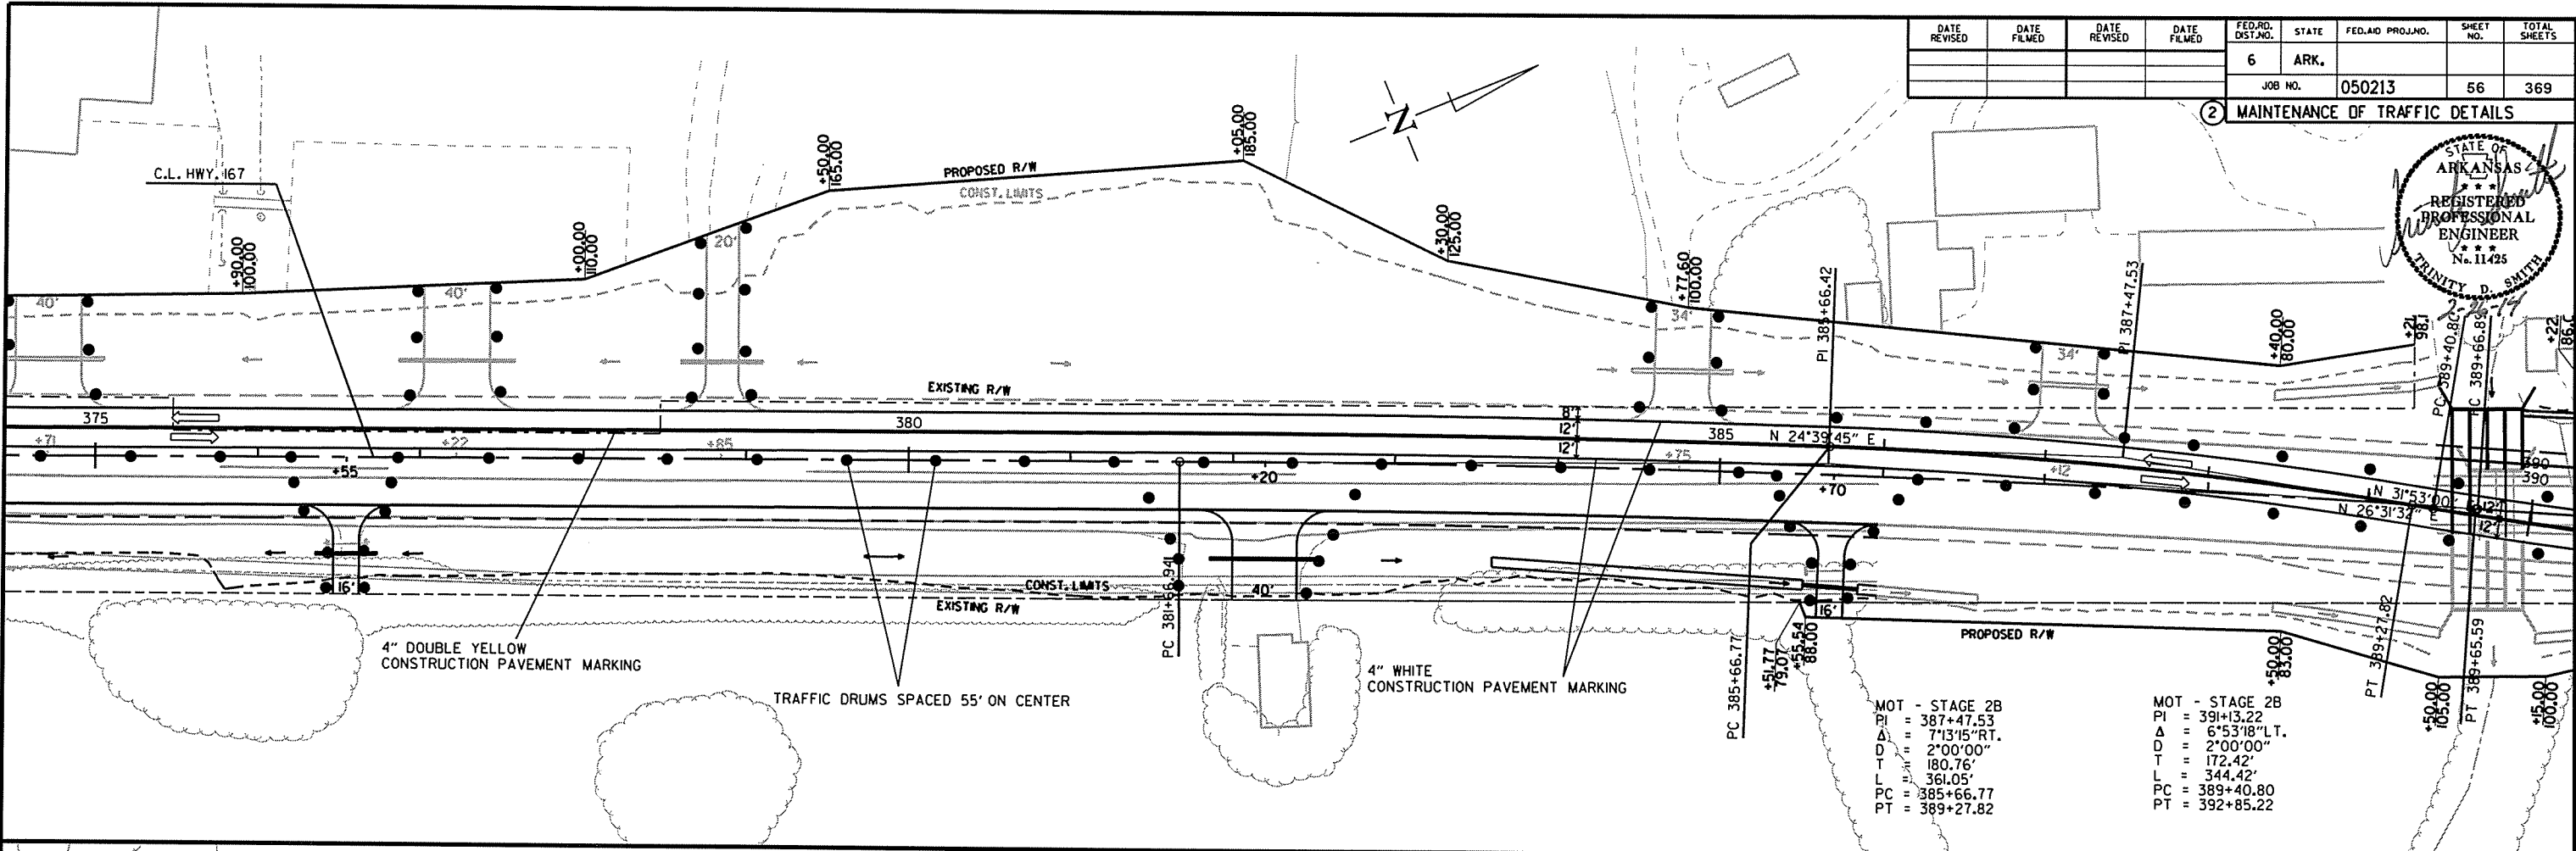 DATE REVISED
DATE FILMED
DATE REVISED
DATE FILMED
FED.RD. DIST.NO.
STATE
FED.AID PROJ.NO.
SHEET NO.
TOTAL SHEETS
6
ARK.
JOB NO.
050213
56
369
2 MAINTENANCE OF TRAFFIC DETAILS
STATE OF
ARKANSAS
REGISTERED
PROFESSIONAL
ENGINEER
No. 11425
TRINITY D. SMITH
N
C.L. HWY. 167
+90.00
100.00
+00.00
110.00
+50.00
165.00
PROPOSED R/W
CONST. LIMITS
+05.00
185.00
+30.00
125.00
+77.60
100.00
PI 385+66.42
PI 387+47.53
+40.00
80.00
PC 389+40.80
PC 389+66.89
+22
40'
40'
20'
34'
34'
EXISTING R/W
375
380
385
390
390
8'
12'
12'
N 24°39'45" E
N 31°53'00"
N 26°31'32" E
12'
12'
+71
+55
+22
+85
+20
+75
+70
+12
16'
CONST. LIMITS
EXISTING R/W
40'
16'
PC 381+66.94
PROPOSED R/W
4" DOUBLE YELLOW
CONSTRUCTION PAVEMENT MARKING
TRAFFIC DRUMS SPACED 55' ON CENTER
4" WHITE
CONSTRUCTION PAVEMENT MARKING
PC 385+66.77
+51.77
79.07
+55.54
88.00
+50.00
83.00
PT 389+27.82
+50.00
105.00
PT 389+65.59
+15.00
100.00
MOT - STAGE 2B
PI = 387+47.53
Δ = 7°13'15"RT.
D = 2°00'00"
T = 180.76'
L = 361.05'
PC = 385+66.77
PT = 389+27.82
MOT - STAGE 2B
PI = 391+13.22
Δ = 6°53'18"LT.
D = 2°00'00"
T = 172.42'
L = 344.42'
PC = 389+40.80
PT = 392+85.22